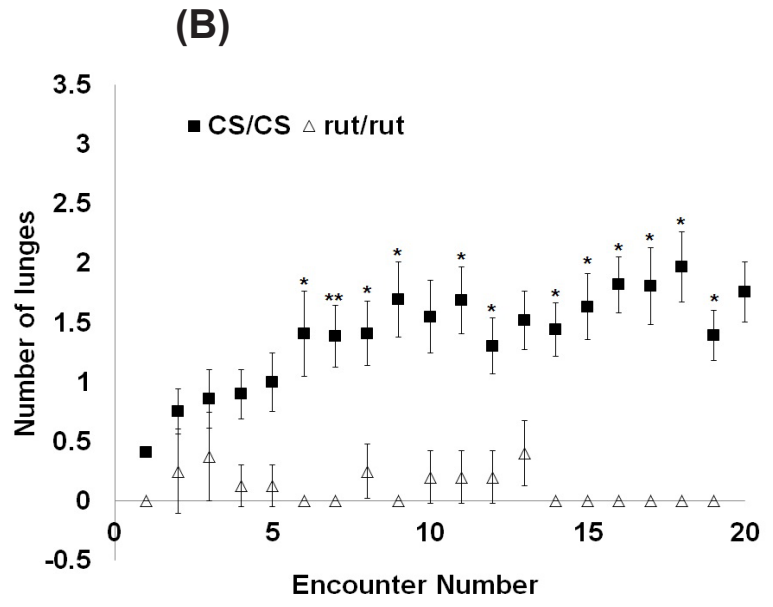 (B)
3.5
■ CS/CS △ rut/rut
3
2.5
2
1.5
1
0.5
0
-0.5
Number of lunges
* ** * * * * * * * * * *
0 5 10 15 20
Encounter Number